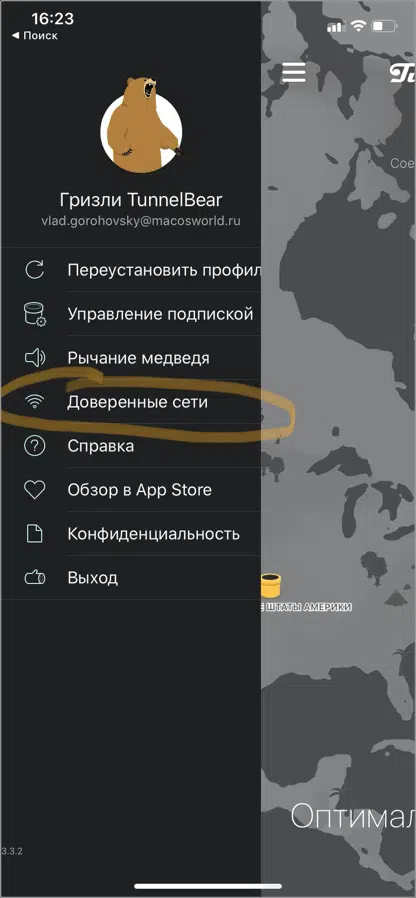 16:23
◀ Поиск
Гризли TunnelBear
vlad.gorohovsky@macosworld.ru
Переустановить профил
Управление подпиской
Рычание медведя
Доверенные сети
Справка
Обзор в App Store
Конфиденциальность
Выход
3.3.2
Сое
Е ШТАТЫ АМЕРИКИ
Оптимал